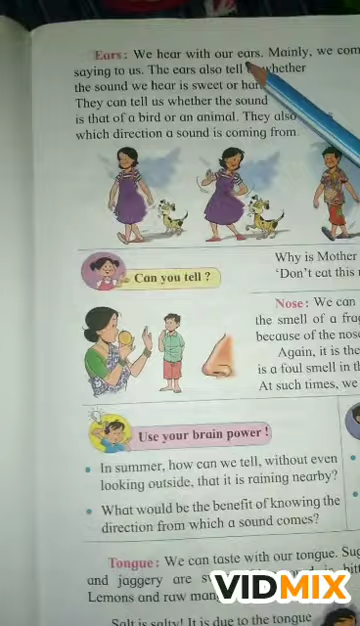 Ears: We hear with our ears. Mainly, we com
saying to us. The ears also tell whether
the sound we hear is sweet or har
They can tell us whether the sound
is that of a bird or an animal. They also
which direction a sound is coming from.
Why is Mother
Can you tell ?
'Don't eat this
Nose: We can
the smell of a fra
because of the nos
Again, it is the
is a foul smell in th
At such times, we
Use your brain power !
• In summer, how can we tell, without even
looking outside, that it is raining nearby?
• What would be the benefit of knowing the
direction from which a sound comes?
Tongue: We can taste with our tongue. Sug
and jaggery are
Lemons and raw man
Salt is salty! It is due to the tongue
VIDMIX